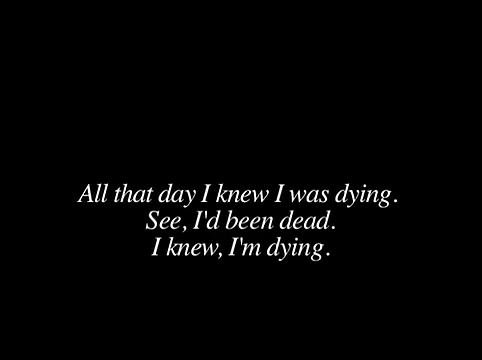 All that day I knew I was dying.
See, I'd been dead.
I knew, I'm dying.